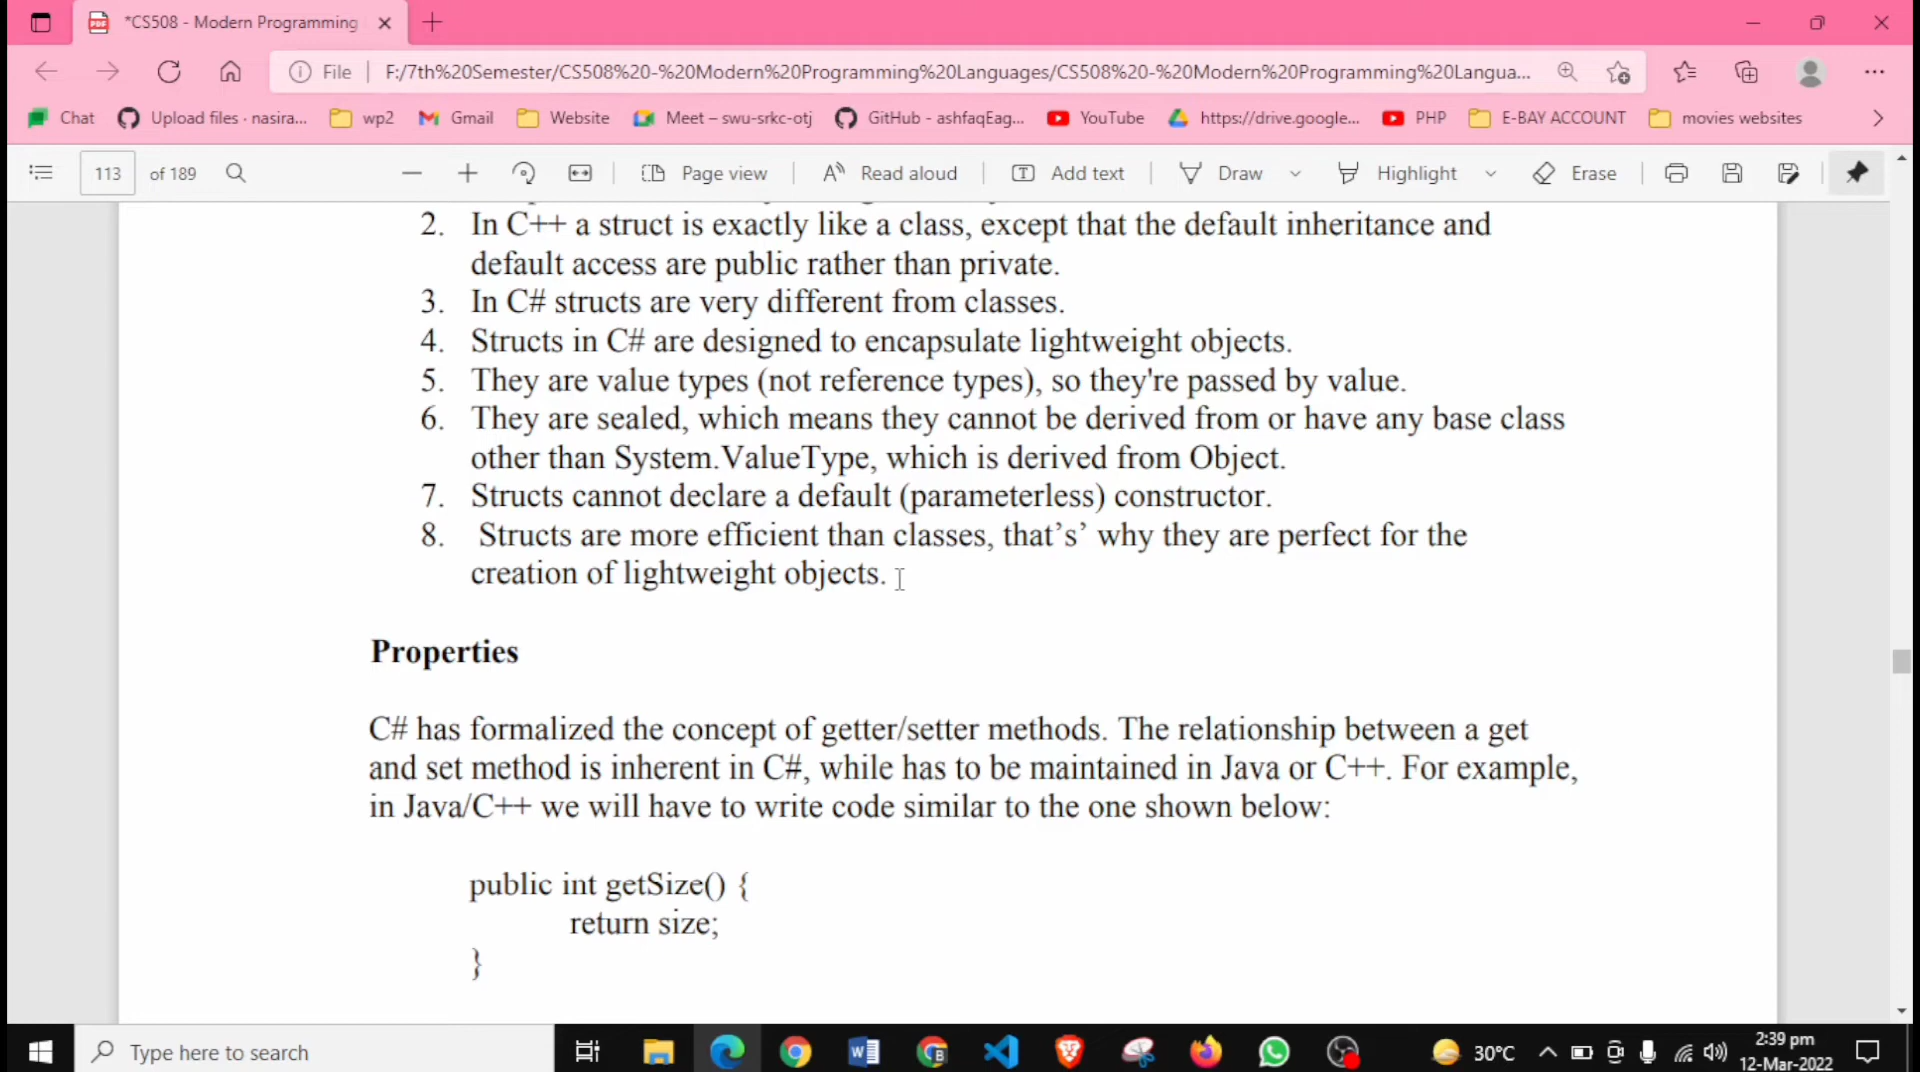 *CS508 - Modern Programming
File F:/7th%20Semester/CS508%20-%20Modern%20Programming%20Languages/CS508%20-%20Modern%20Programming%20Langua...
Chat Upload files · nasira... wp2 Gmail Website Meet – swu-srkc-otj GitHub - ashfaqEag... YouTube https://drive.google... PHP E-BAY ACCOUNT movies websites
113 of 189 Page view Read aloud Add text Draw Highlight Erase
2. In C++ a struct is exactly like a class, except that the default inheritance and
default access are public rather than private.
3. In C# structs are very different from classes.
4. Structs in C# are designed to encapsulate lightweight objects.
5. They are value types (not reference types), so they're passed by value.
6. They are sealed, which means they cannot be derived from or have any base class
other than System.ValueType, which is derived from Object.
7. Structs cannot declare a default (parameterless) constructor.
8. Structs are more efficient than classes, that’s’ why they are perfect for the
creation of lightweight objects.
Properties
C# has formalized the concept of getter/setter methods. The relationship between a get
and set method is inherent in C#, while has to be maintained in Java or C++. For example,
in Java/C++ we will have to write code similar to the one shown below:
public int getSize() {
return size;
}
Type here to search 30°C 2:39 pm
12-Mar-2022